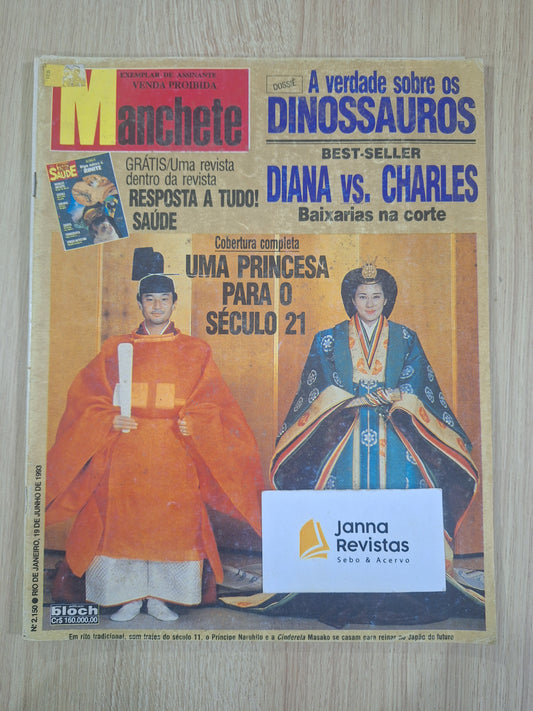 EXEMPLAR DE ASSINANTE
VENDA PROIBIDA
Manchete
DOSSIÊ
A verdade sobre os
DINOSSAUROS
BEST-SELLER
DIANA vs. CHARLES
Baixarias na corte
SAÚDE
RINITE
GRÁTIS/Uma revista
dentro da revista
RESPOSTA A TUDO!
SAÚDE
Cobertura completa
UMA PRINCESA
PARA O
SÉCULO 21
Janna
Revistas
Sebo & Acervo
Nº 2.150 ● RIO DE JANEIRO, 19 DE JUNHO DE 1993
bloch
Cr$ 160.000,00
Em rito tradicional, com trajes do século 11, o Príncipe Naruhito e a Cinderela Masako se casam para reinar no Japão do futuro